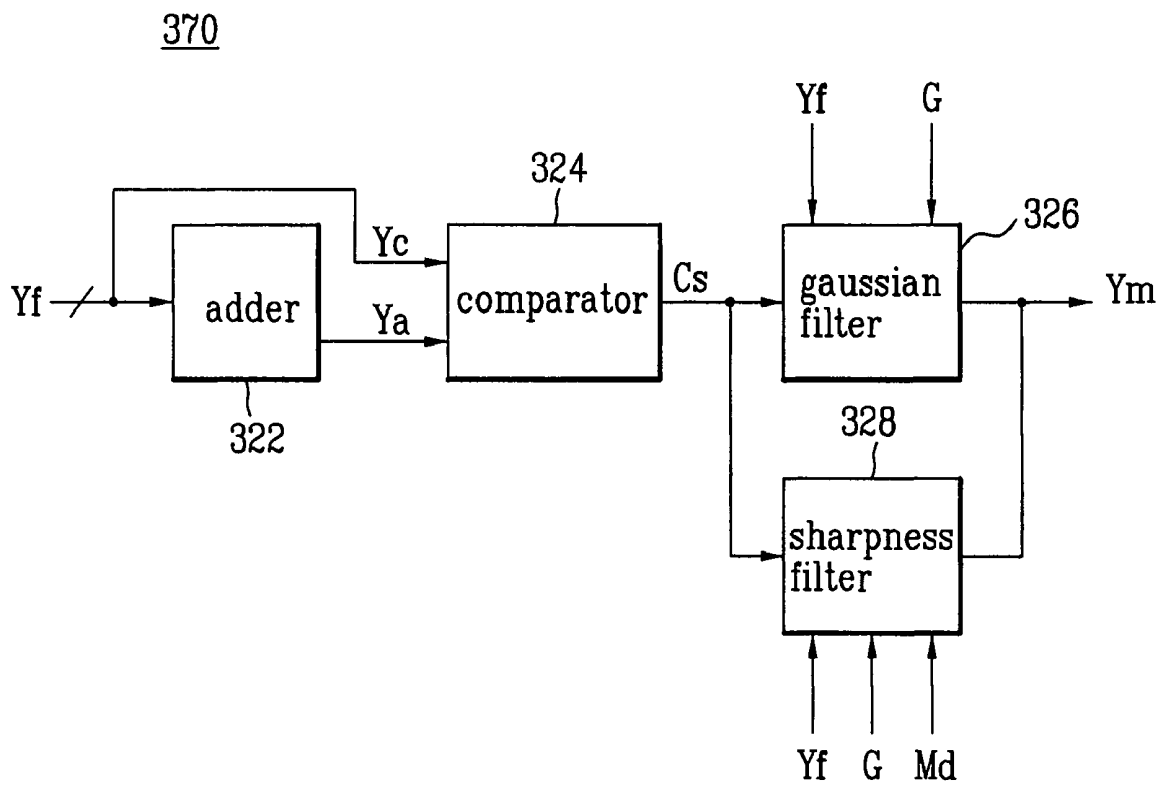 370
Yf
G
324
326
Yc
Cs
gaussian
filter
Ym
Yf
adder
comparator
Ya
322
328
sharpness
filter
Yf
G
Md